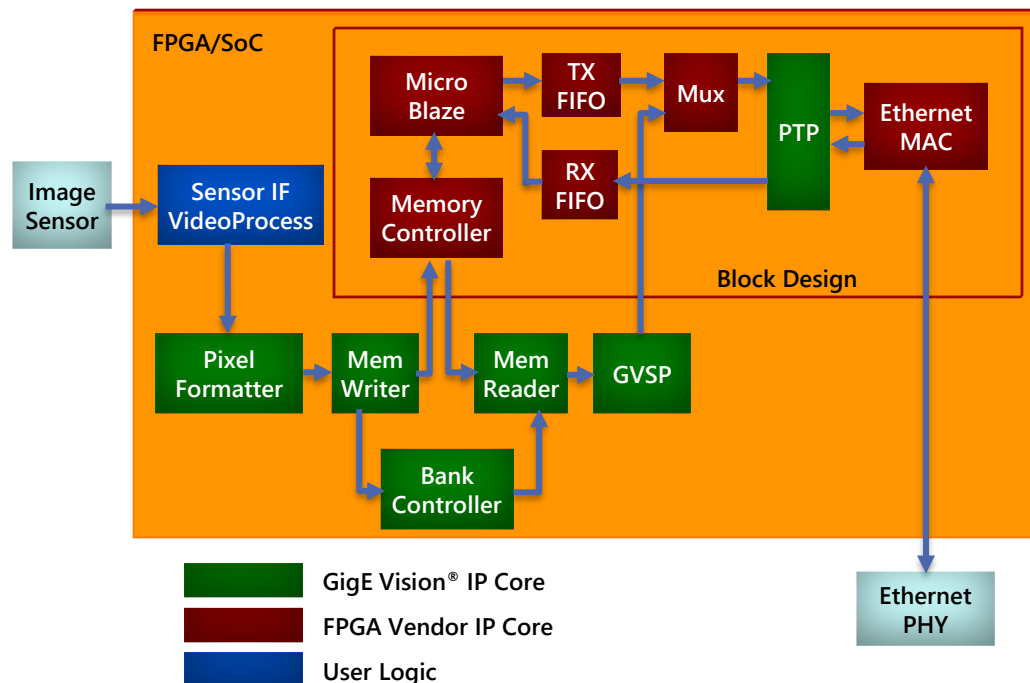 FPGA/SoC
Micro
Blaze
TX
FIFO
Mux
PTP
Ethernet
MAC
RX
FIFO
Image
Sensor
Sensor IF
VideoProcess
Memory
Controller
Block Design
Pixel
Formatter
Mem
Writer
Mem
Reader
GVSP
Bank
Controller
GigE Vision® IP Core
FPGA Vendor IP Core
User Logic
Ethernet
PHY